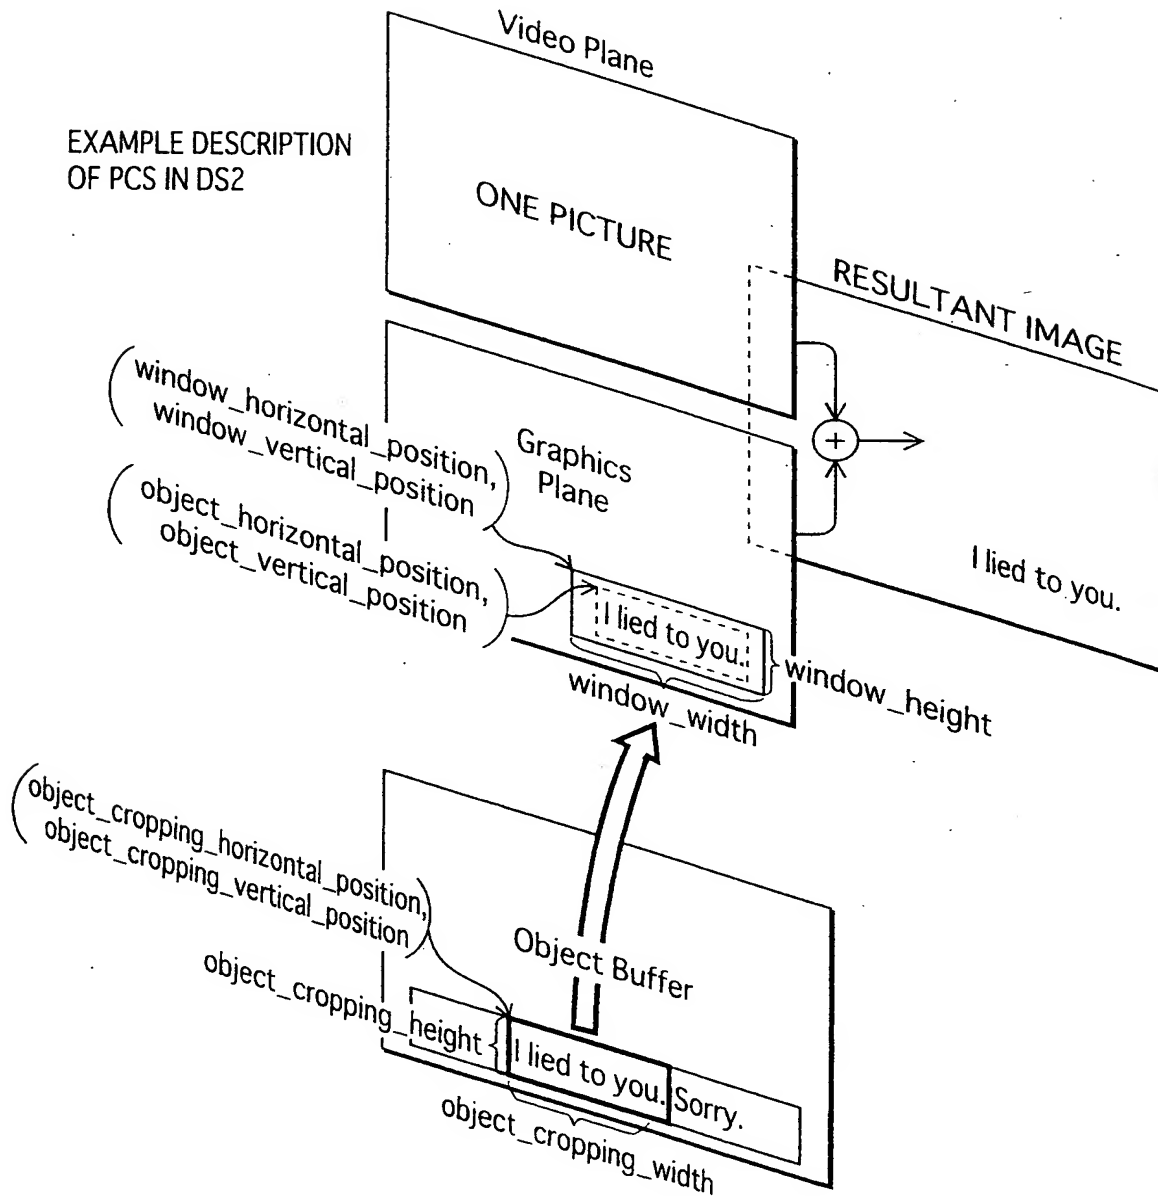 Video Plane
EXAMPLE DESCRIPTION
OF PCS IN DS2
ONE PICTURE
RESULTANT IMAGE
window_horizontal_position,
window_vertical_position
Graphics
Plane
+
object_horizontal_position,
object_vertical_position
I lied to you.
I lied to you.
window_height
window_width
object_cropping_horizontal_position,
object_cropping_vertical_position
Object Buffer
object_cropping_height
I lied to you.
Sorry.
object_cropping_width